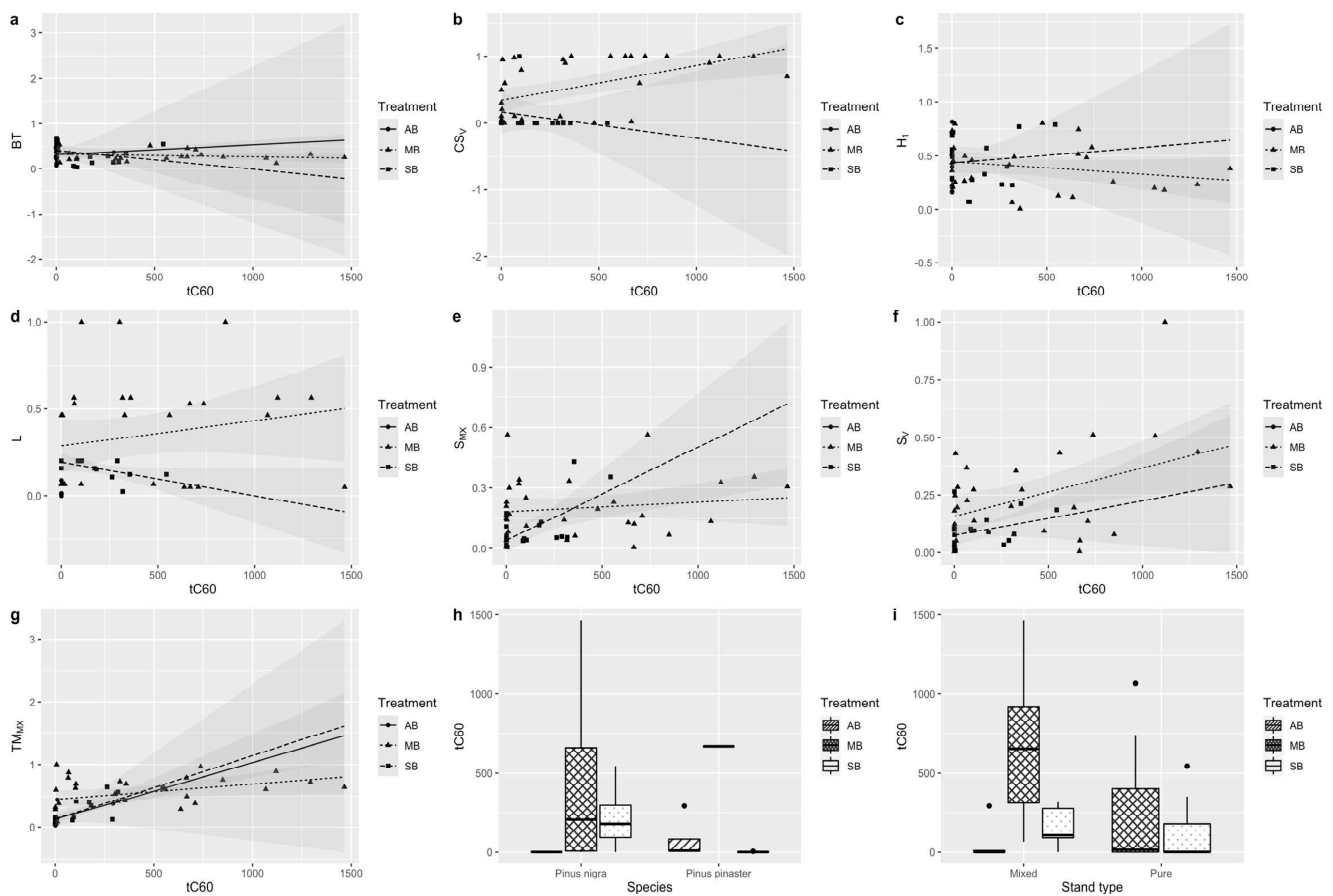 a
BT
3
2
1
0
-1
-2
0
500
1000
1500
tC60
Treatment
AB
MB
SB
b
CSV
1
0
-1
-2
0
500
1000
1500
tC60
Treatment
AB
MB
SB
c
H1
1.5
1.0
0.5
0.0
-0.5
0
500
1000
1500
tC60
Treatment
AB
MB
SB
d
L
1.0
0.5
0.0
0
500
1000
1500
tC60
Treatment
AB
MB
SB
e
SMX
0.9
0.6
0.3
0.0
0
500
1000
1500
tC60
Treatment
AB
MB
SB
f
SV
1.00
0.75
0.50
0.25
0.00
0
500
1000
1500
tC60
Treatment
AB
MB
SB
g
TMMX
3
2
1
0
0
500
1000
1500
tC60
Treatment
AB
MB
SB
h
tC60
1500
1000
500
0
Pinus nigra
Pinus pinaster
Species
Treatment
AB
MB
SB
i
tC60
1500
1000
500
0
Mixed
Pure
Stand type
Treatment
AB
MB
SB